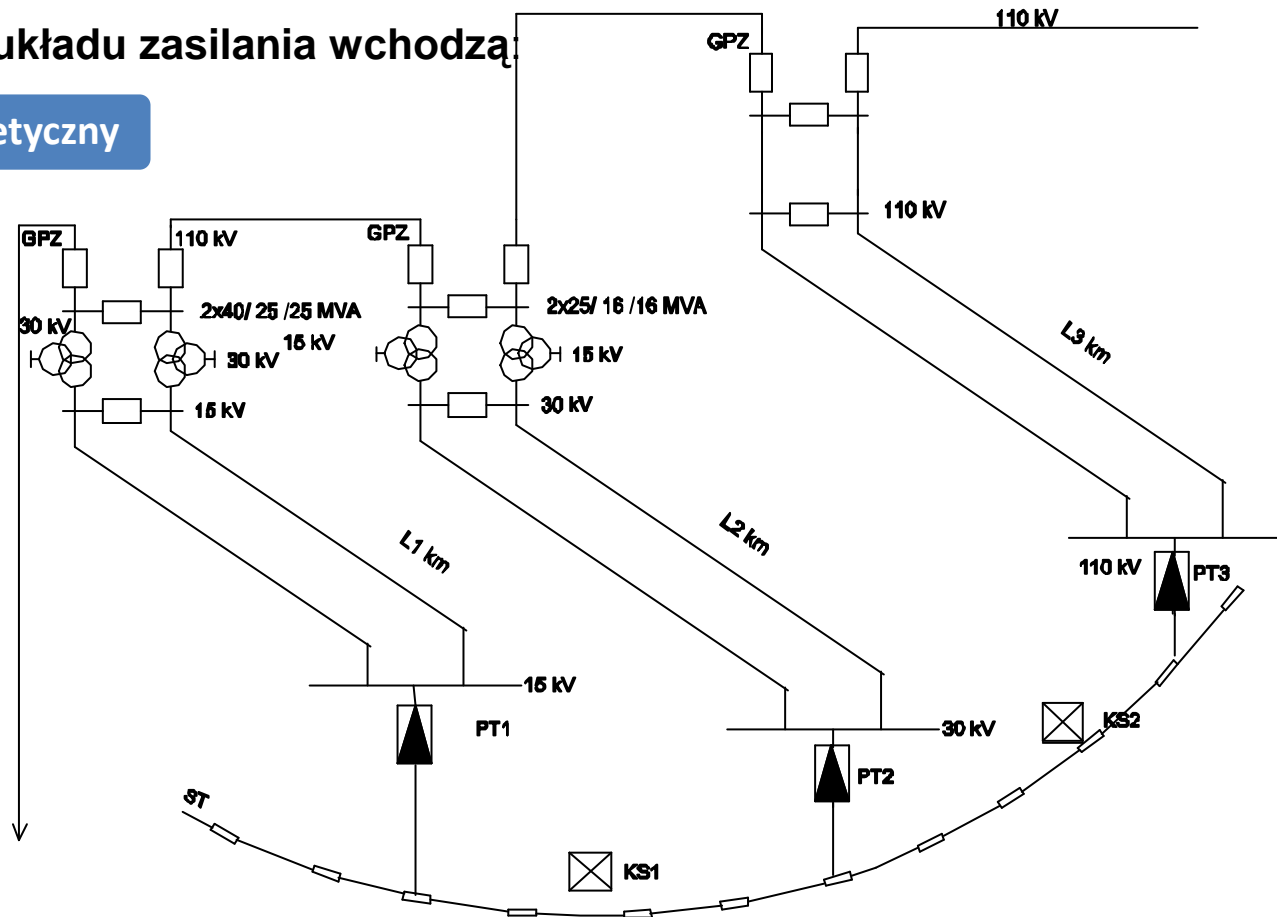 układu zasilania wchodzą:
etyczny
110 kV
GPZ
110 kV
GPZ
110 kV
GPZ
2x40/ 25 /25 MVA
2x25/ 16 /16 MVA
30 kV
15 kV
30 kV
15 kV
15 kV
30 kV
L3 km
L1 km
L2 km
110 kV
PT3
15 kV
PT1
30 kV
PT2
KS2
ST
KS1